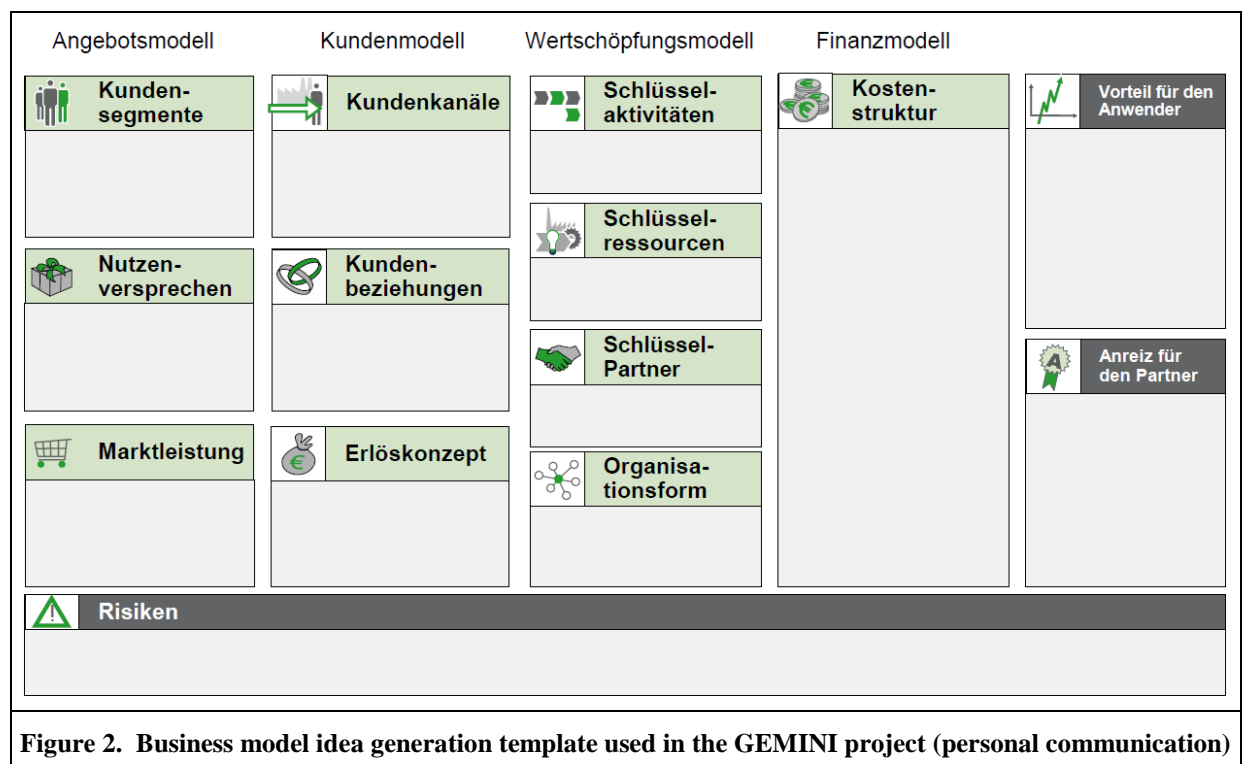 Angebotsmodell
Kundenmodell
Wertschöpfungsmodell
Finanzmodell
Kunden-
segmente
Nutzen-
versprechen
Marktleistung
Kundenkanäle
Kunden-
beziehungen
Erlöskonzept
Schlüssel-
aktivitäten
Schlüssel-
ressourcen
Schlüssel-
Partner
Organisa-
tionsform
Kosten-
struktur
Vorteil für den
Anwender
Anreiz für
den Partner
Risiken
Figure 2. Business model idea generation template used in the GEMINI project (personal communication)